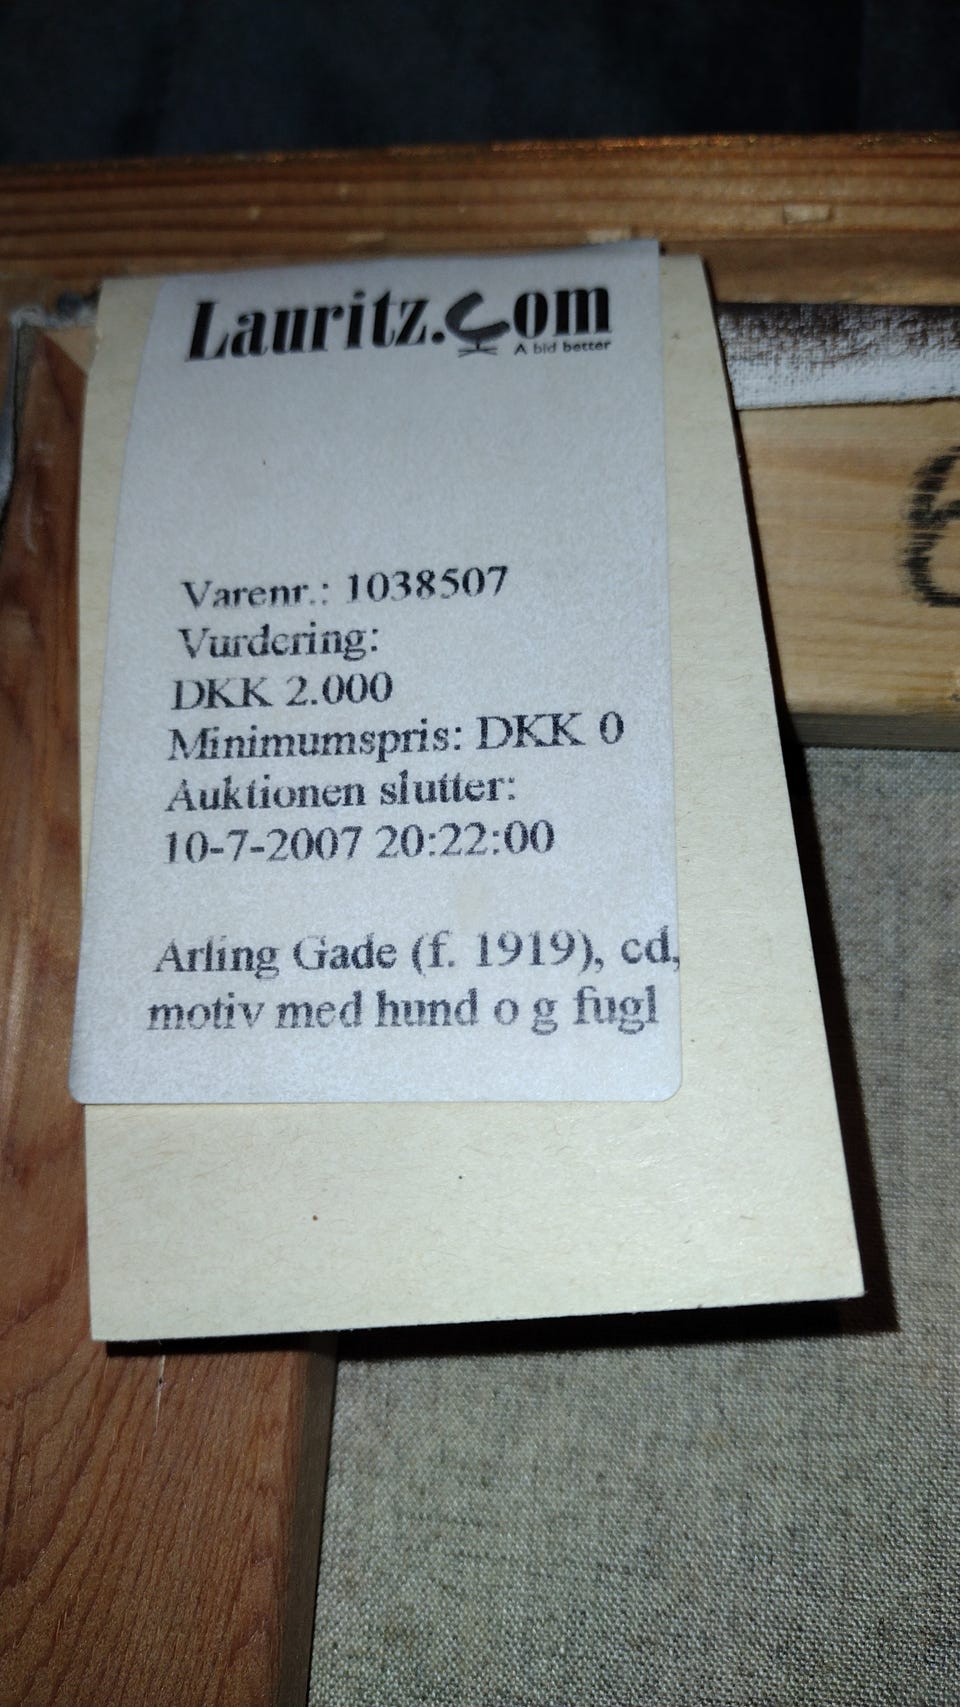 Lauritz.Com
A bid better
Varenr.: 1038507
Vurdering:
DKK 2.000
Minimumspris: DKK 0
Auktionen slutter:
10-7-2007 20:22:00
Arling Gade (f. 1919), cd,
motiv med hund o g fugl
6